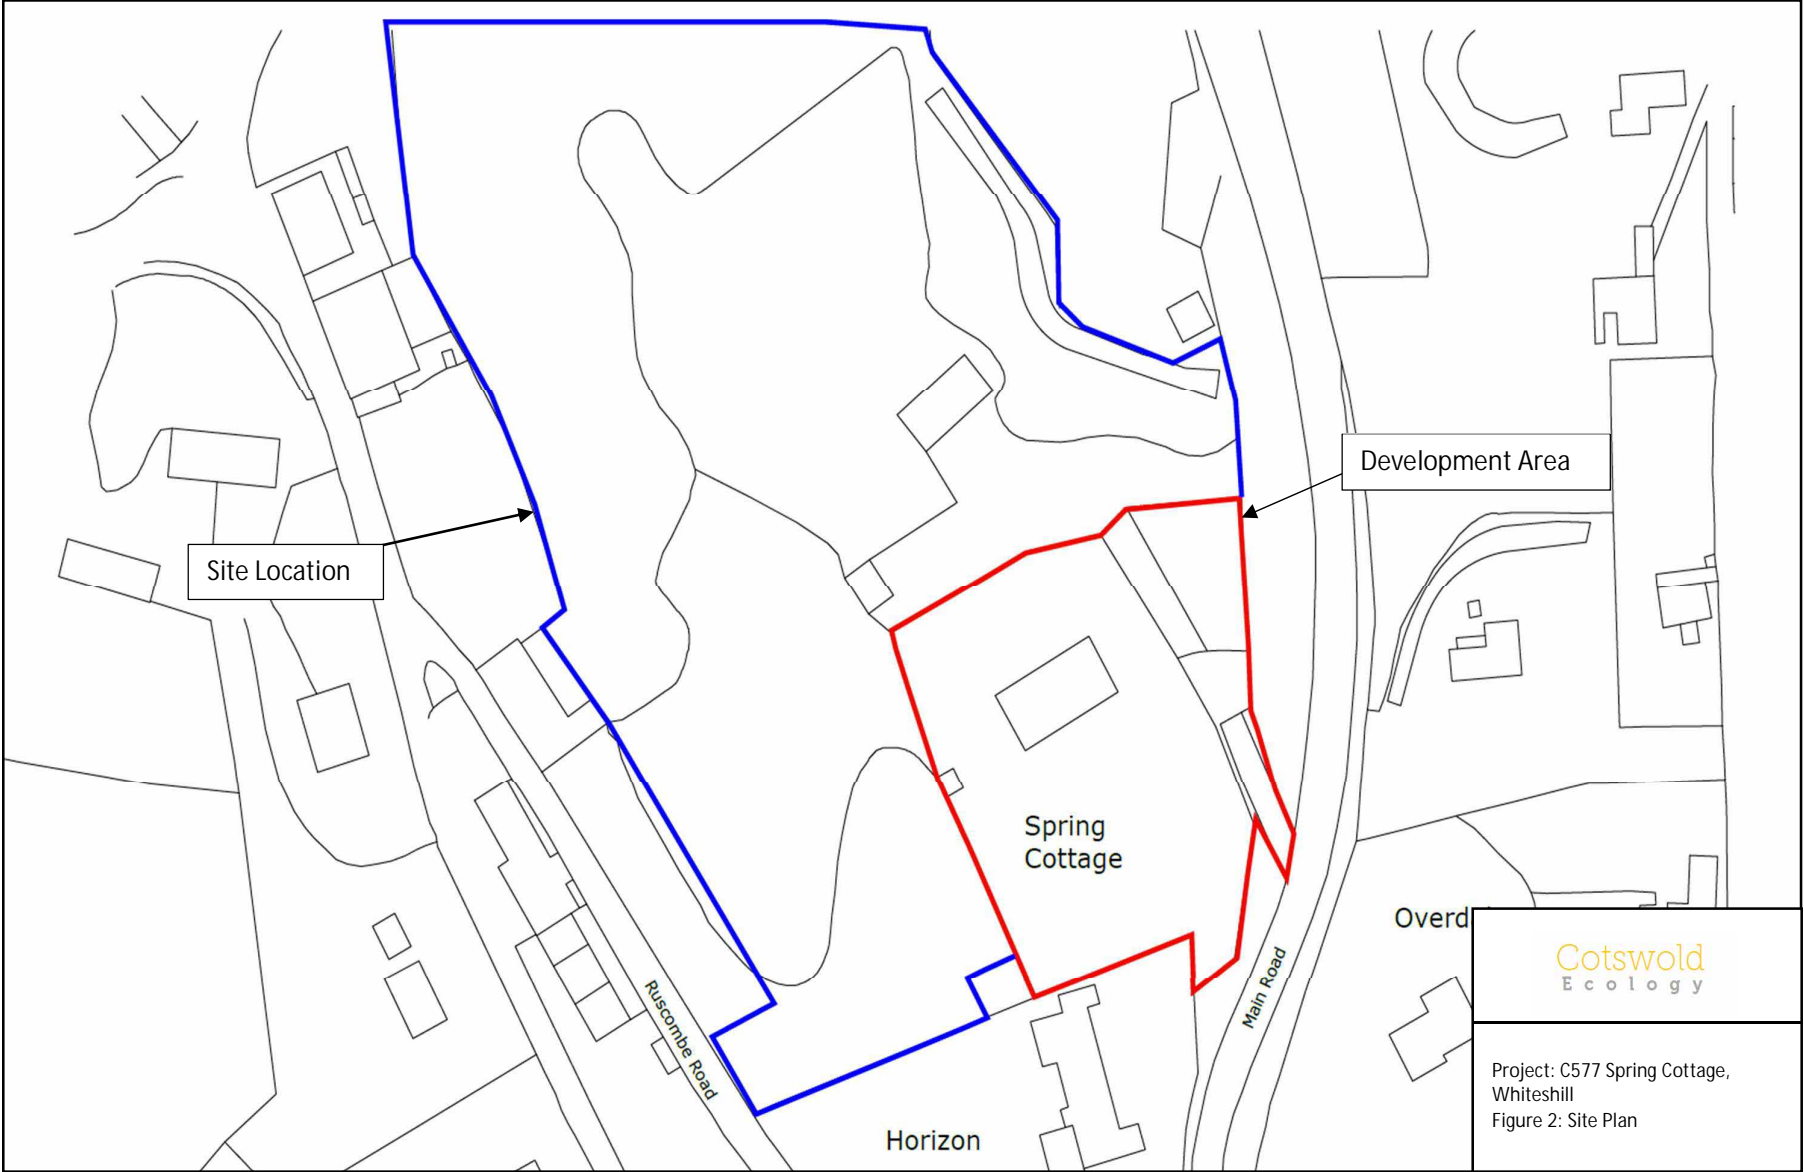 Development Area
Site Location
Spring
Cottage
Ruscombe Road
Main Road
Horizon
Cotswold
Ecology
Project: C577 Spring Cottage,
Whiteshill
Figure 2: Site Plan